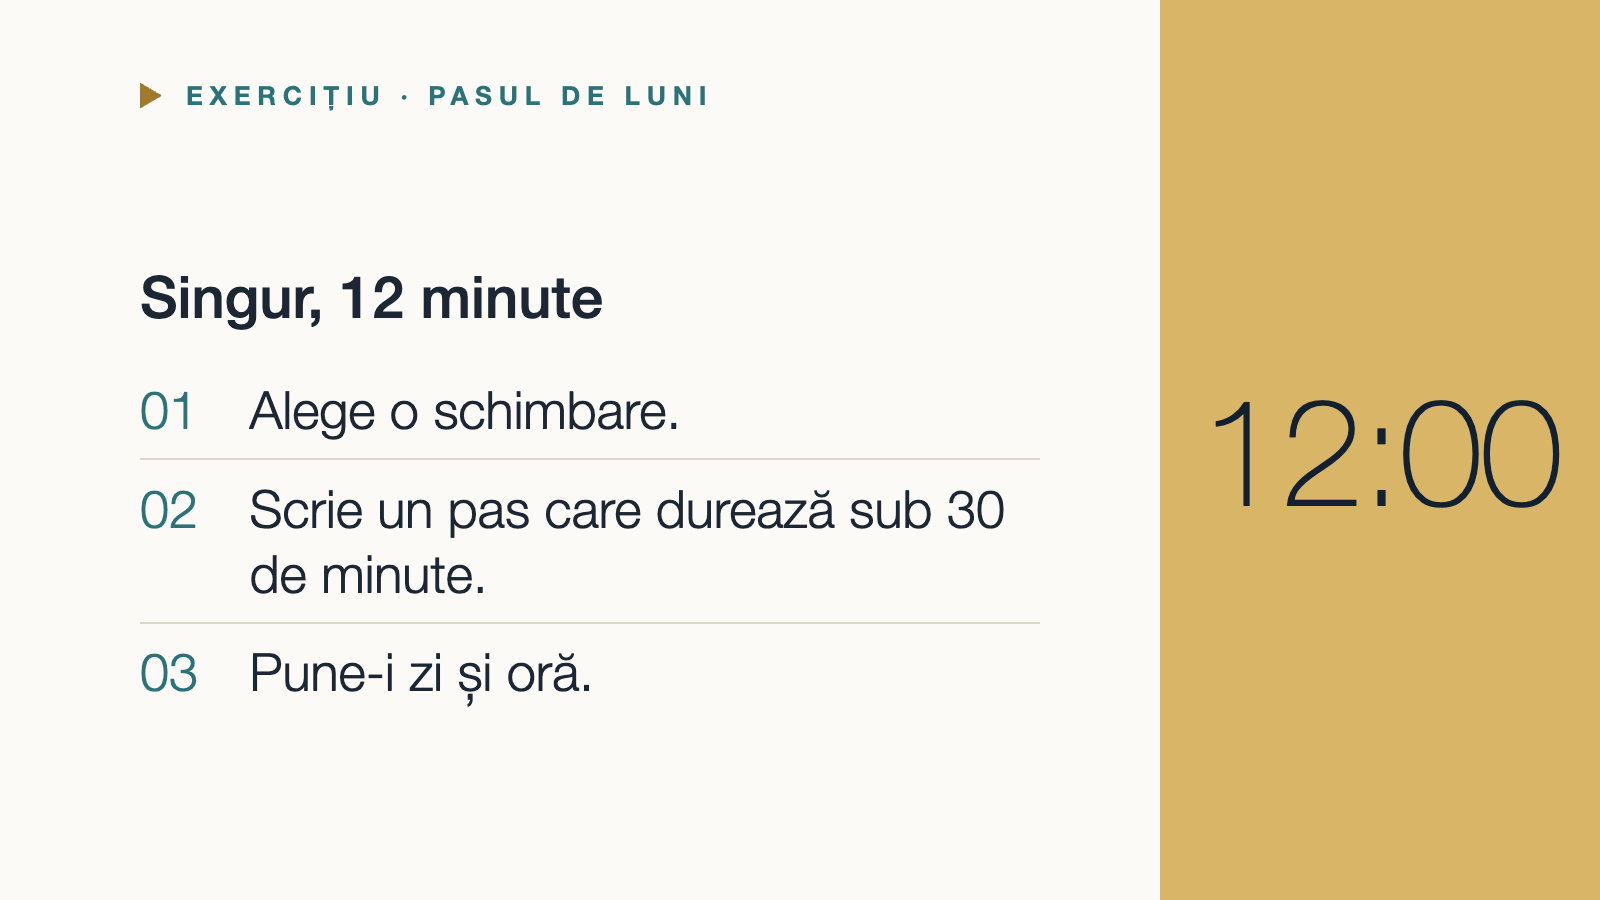 EXERCIȚIU · PASUL DE LUNI
Singur, 12 minute
01 Alege o schimbare.
02 Scrie un pas care durează sub 30
de minute.
03 Pune-i zi și oră.
12:00